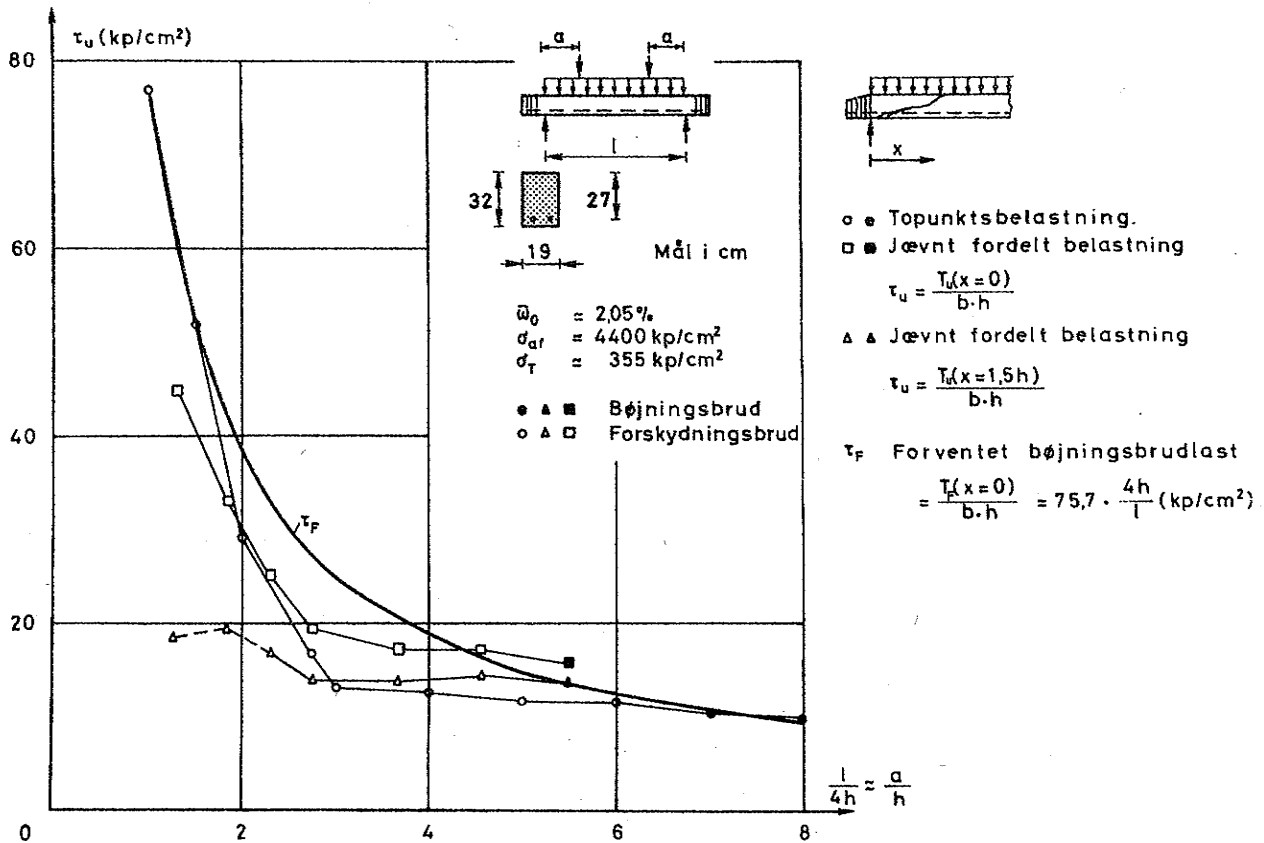 τu (kp/cm²)
80
60
40
20
0
2
4
6
8
l/4h ≈ a/h
τF
a
a
l
32
27
19
Mål i cm
ω̄0 ≈ 2,05%
σaf ≈ 4400 kp/cm²
σT ≈ 355 kp/cm²
● ▲ ■ Bøjningsbrud
○ △ □ Forskydningsbrud
x
○ ● Topunktsbelastning.
□ ■ Jævnt fordelt belastning
τu = Tu(x=0)/b·h
△ ▲ Jævnt fordelt belastning
τu = Tu(x=1,5h)/b·h
τF Forventet bøjningsbrudlast
= TF(x=0)/b·h ≈ 75,7 · 4h/l (kp/cm²)